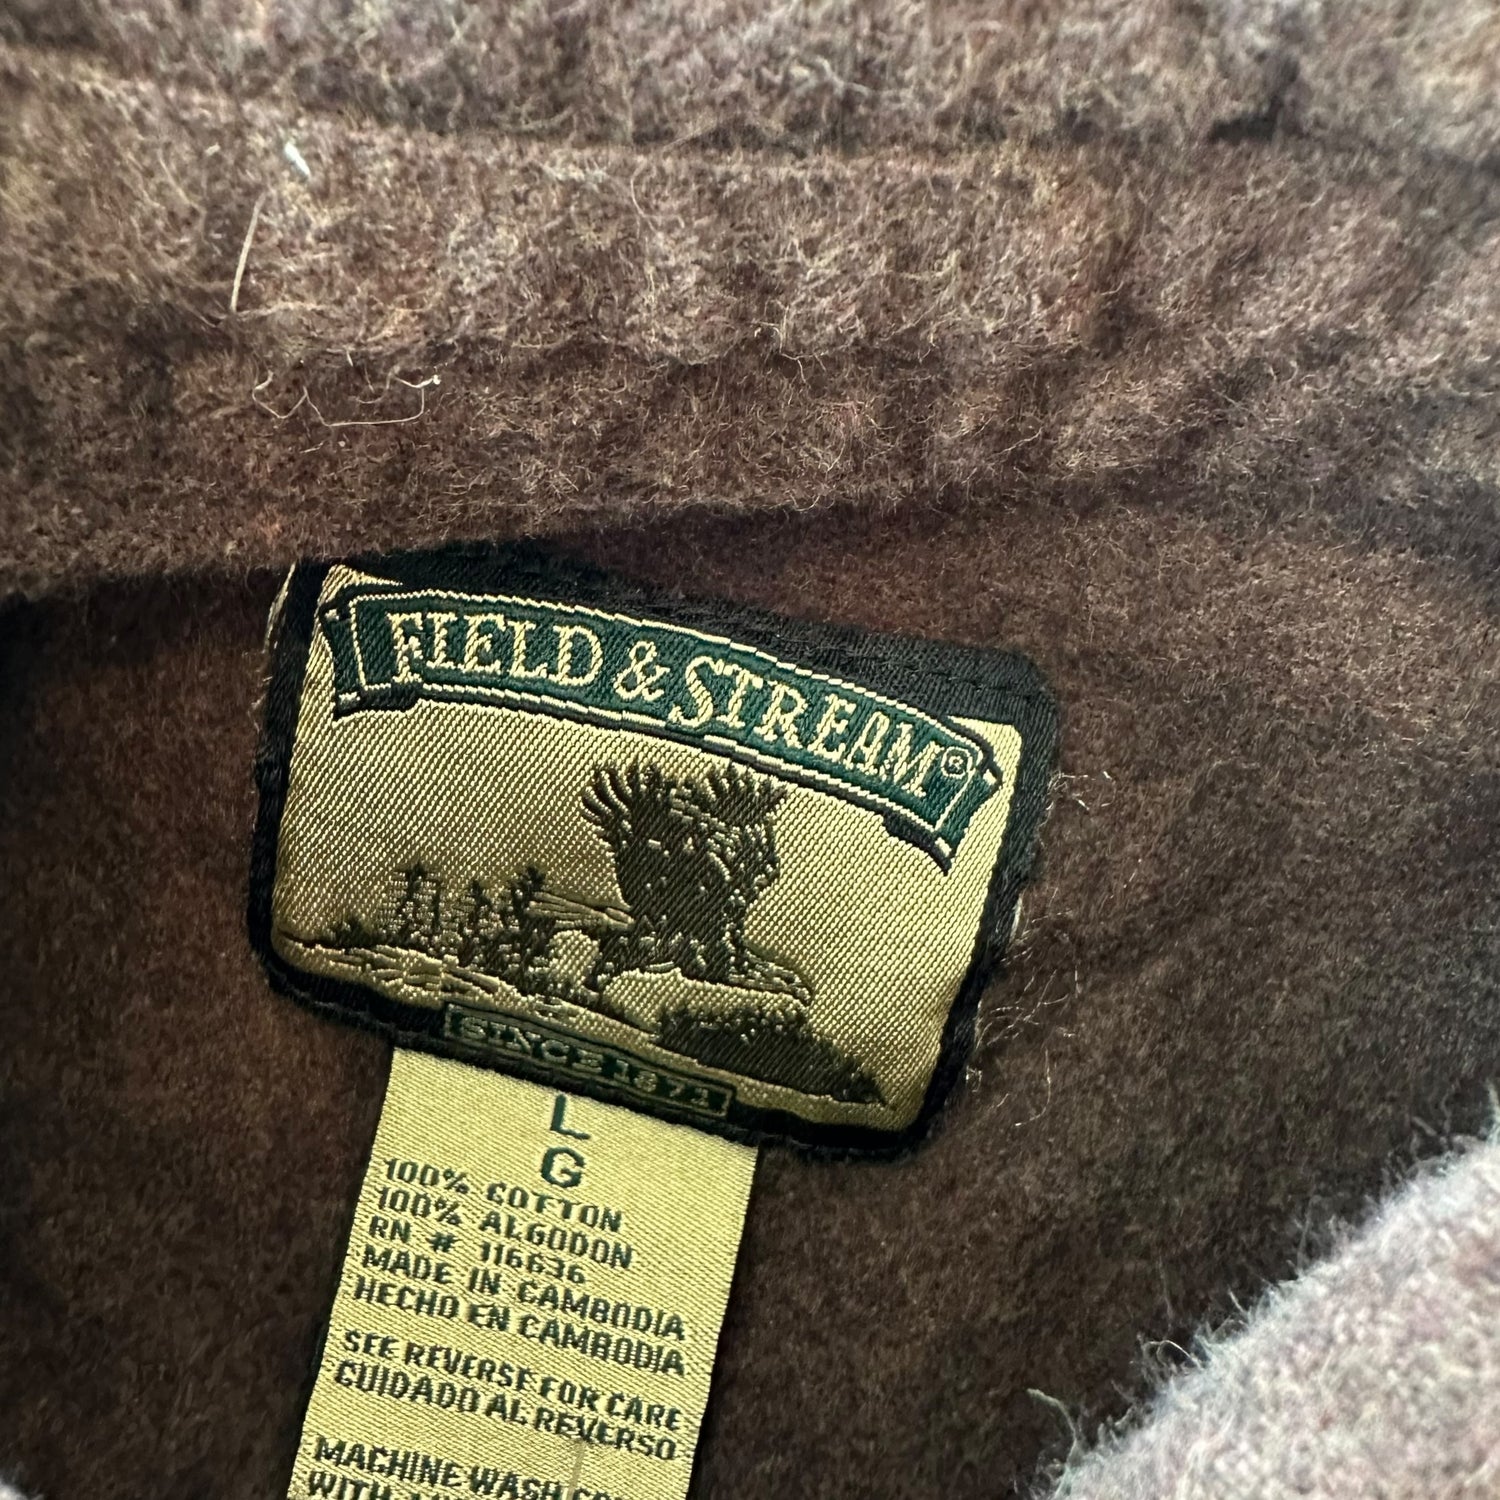 FIELD & STREAM®
SINCE 1871
L
G
100% COTTON
100% ALGODON
RN # 116636
MADE IN CAMBODIA
HECHO EN CAMBODIA
SEE REVERSE FOR CARE
CUIDADO AL REVERSO
MACHINE WASH
WITH